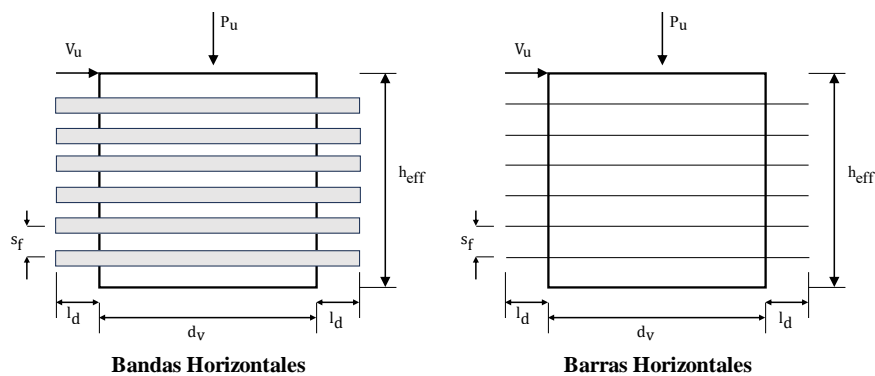 Pu
Vu
heff
sf
ld
dv
ld
Bandas Horizontales
Pu
Vu
heff
sf
ld
dv
ld
Barras Horizontales